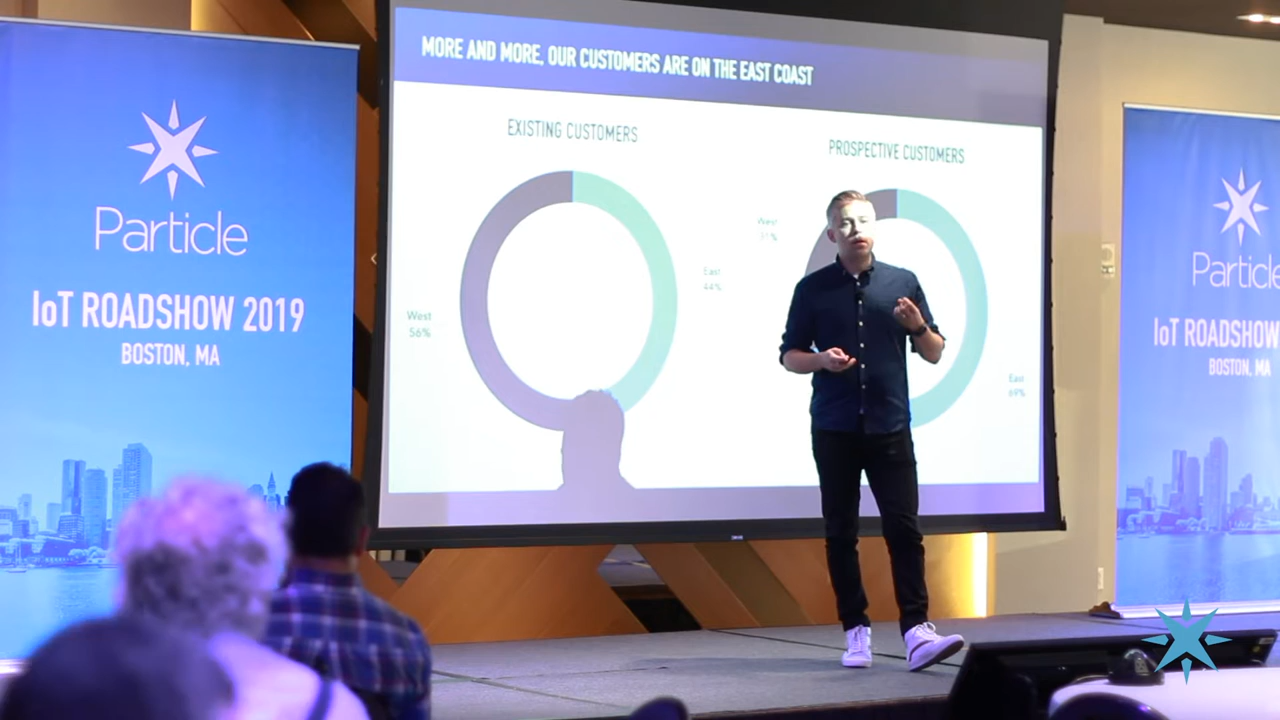 Particle
IoT ROADSHOW 2019
BOSTON, MA
MORE AND MORE, OUR CUSTOMERS ARE ON THE EAST COAST
EXISTING CUSTOMERS
West
56%
East
44%
PROSPECTIVE CUSTOMERS
West
31%
East
69%
Particle
IoT ROADSHOW
BOSTON, MA